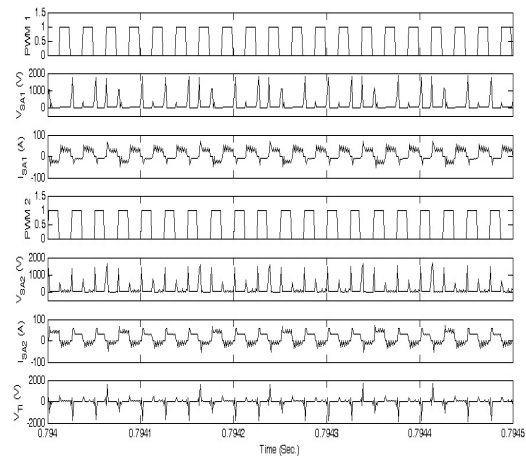 1.5
1
0.5
0
PWM 1
2000
1000
0
V_SA1 (V)
100
0
-100
I_SA1 (A)
1.5
1
0.5
0
PWM 2
2000
1000
0
V_SA2 (V)
100
0
-100
I_SA2 (A)
2000
0
-2000
V_TI (V)
0.794 0.7941 0.7942 0.7943 0.7944 0.7945
Time (Sec.)